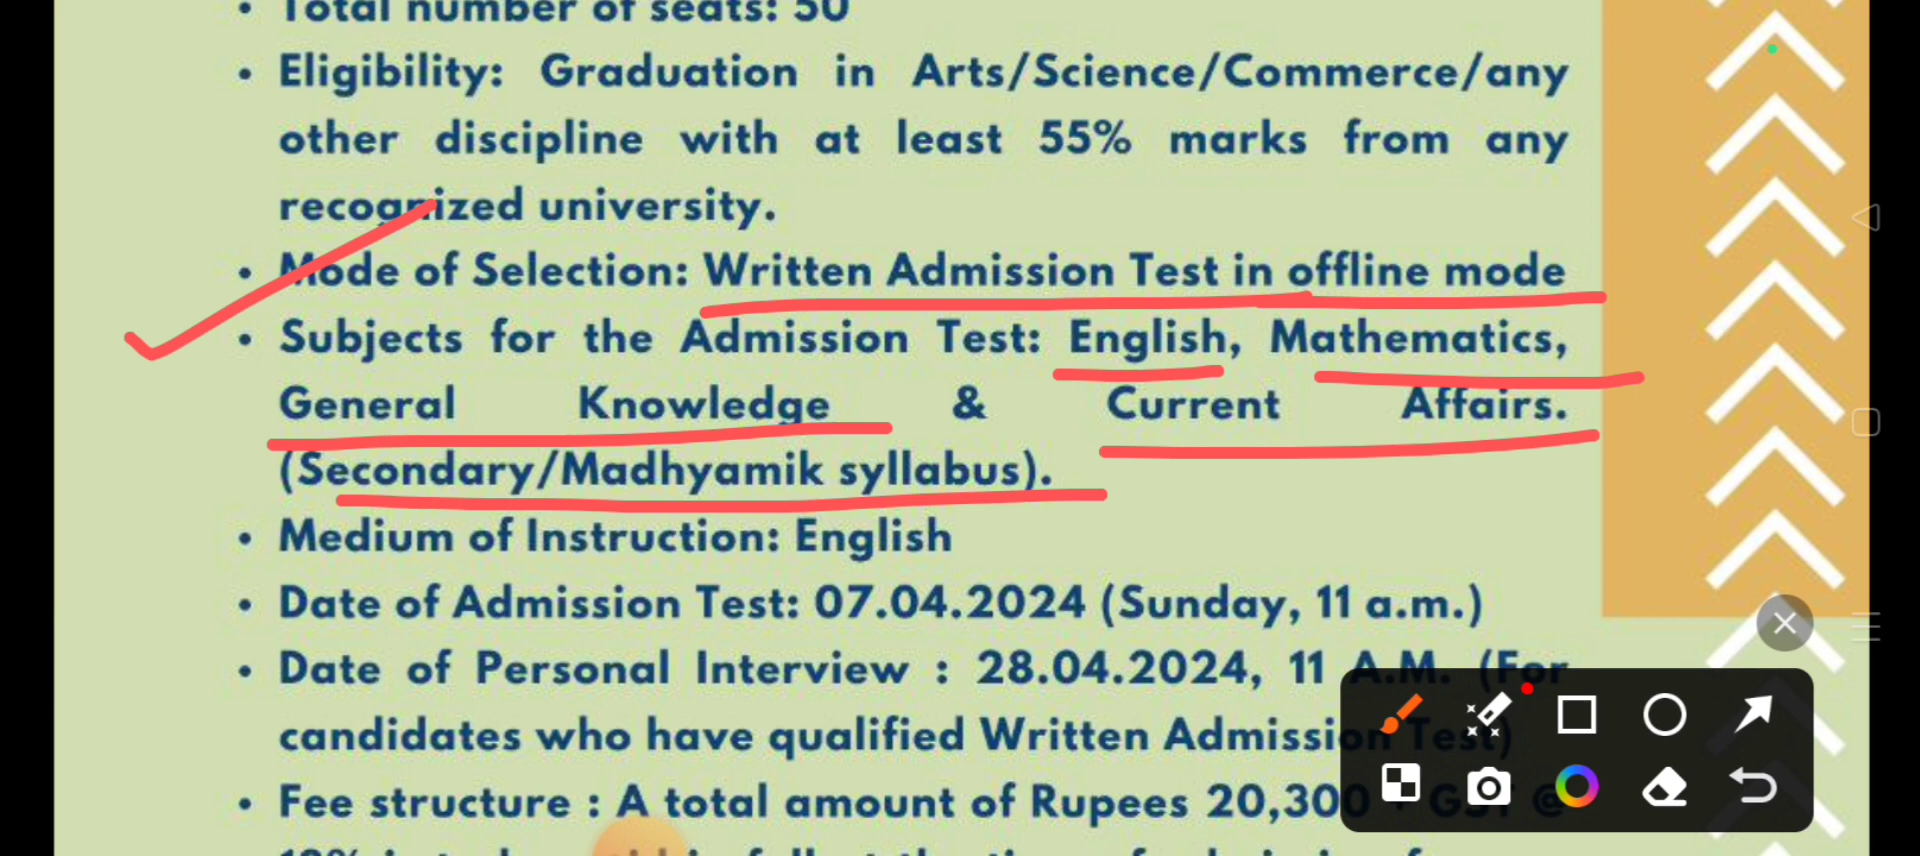 • Total number of seats: 50
• Eligibility: Graduation in Arts/Science/Commerce/any
other discipline with at least 55% marks from any
recognized university.
• Mode of Selection: Written Admission Test in offline mode
• Subjects for the Admission Test: English, Mathematics,
General Knowledge & Current Affairs.
(Secondary/Madhyamik syllabus).
• Medium of Instruction: English
• Date of Admission Test: 07.04.2024 (Sunday, 11 a.m.)
• Date of Personal Interview : 28.04.2024, 11 A.M. (For
candidates who have qualified Written Admission Test)
• Fee structure : A total amount of Rupees 20,300 + GST @